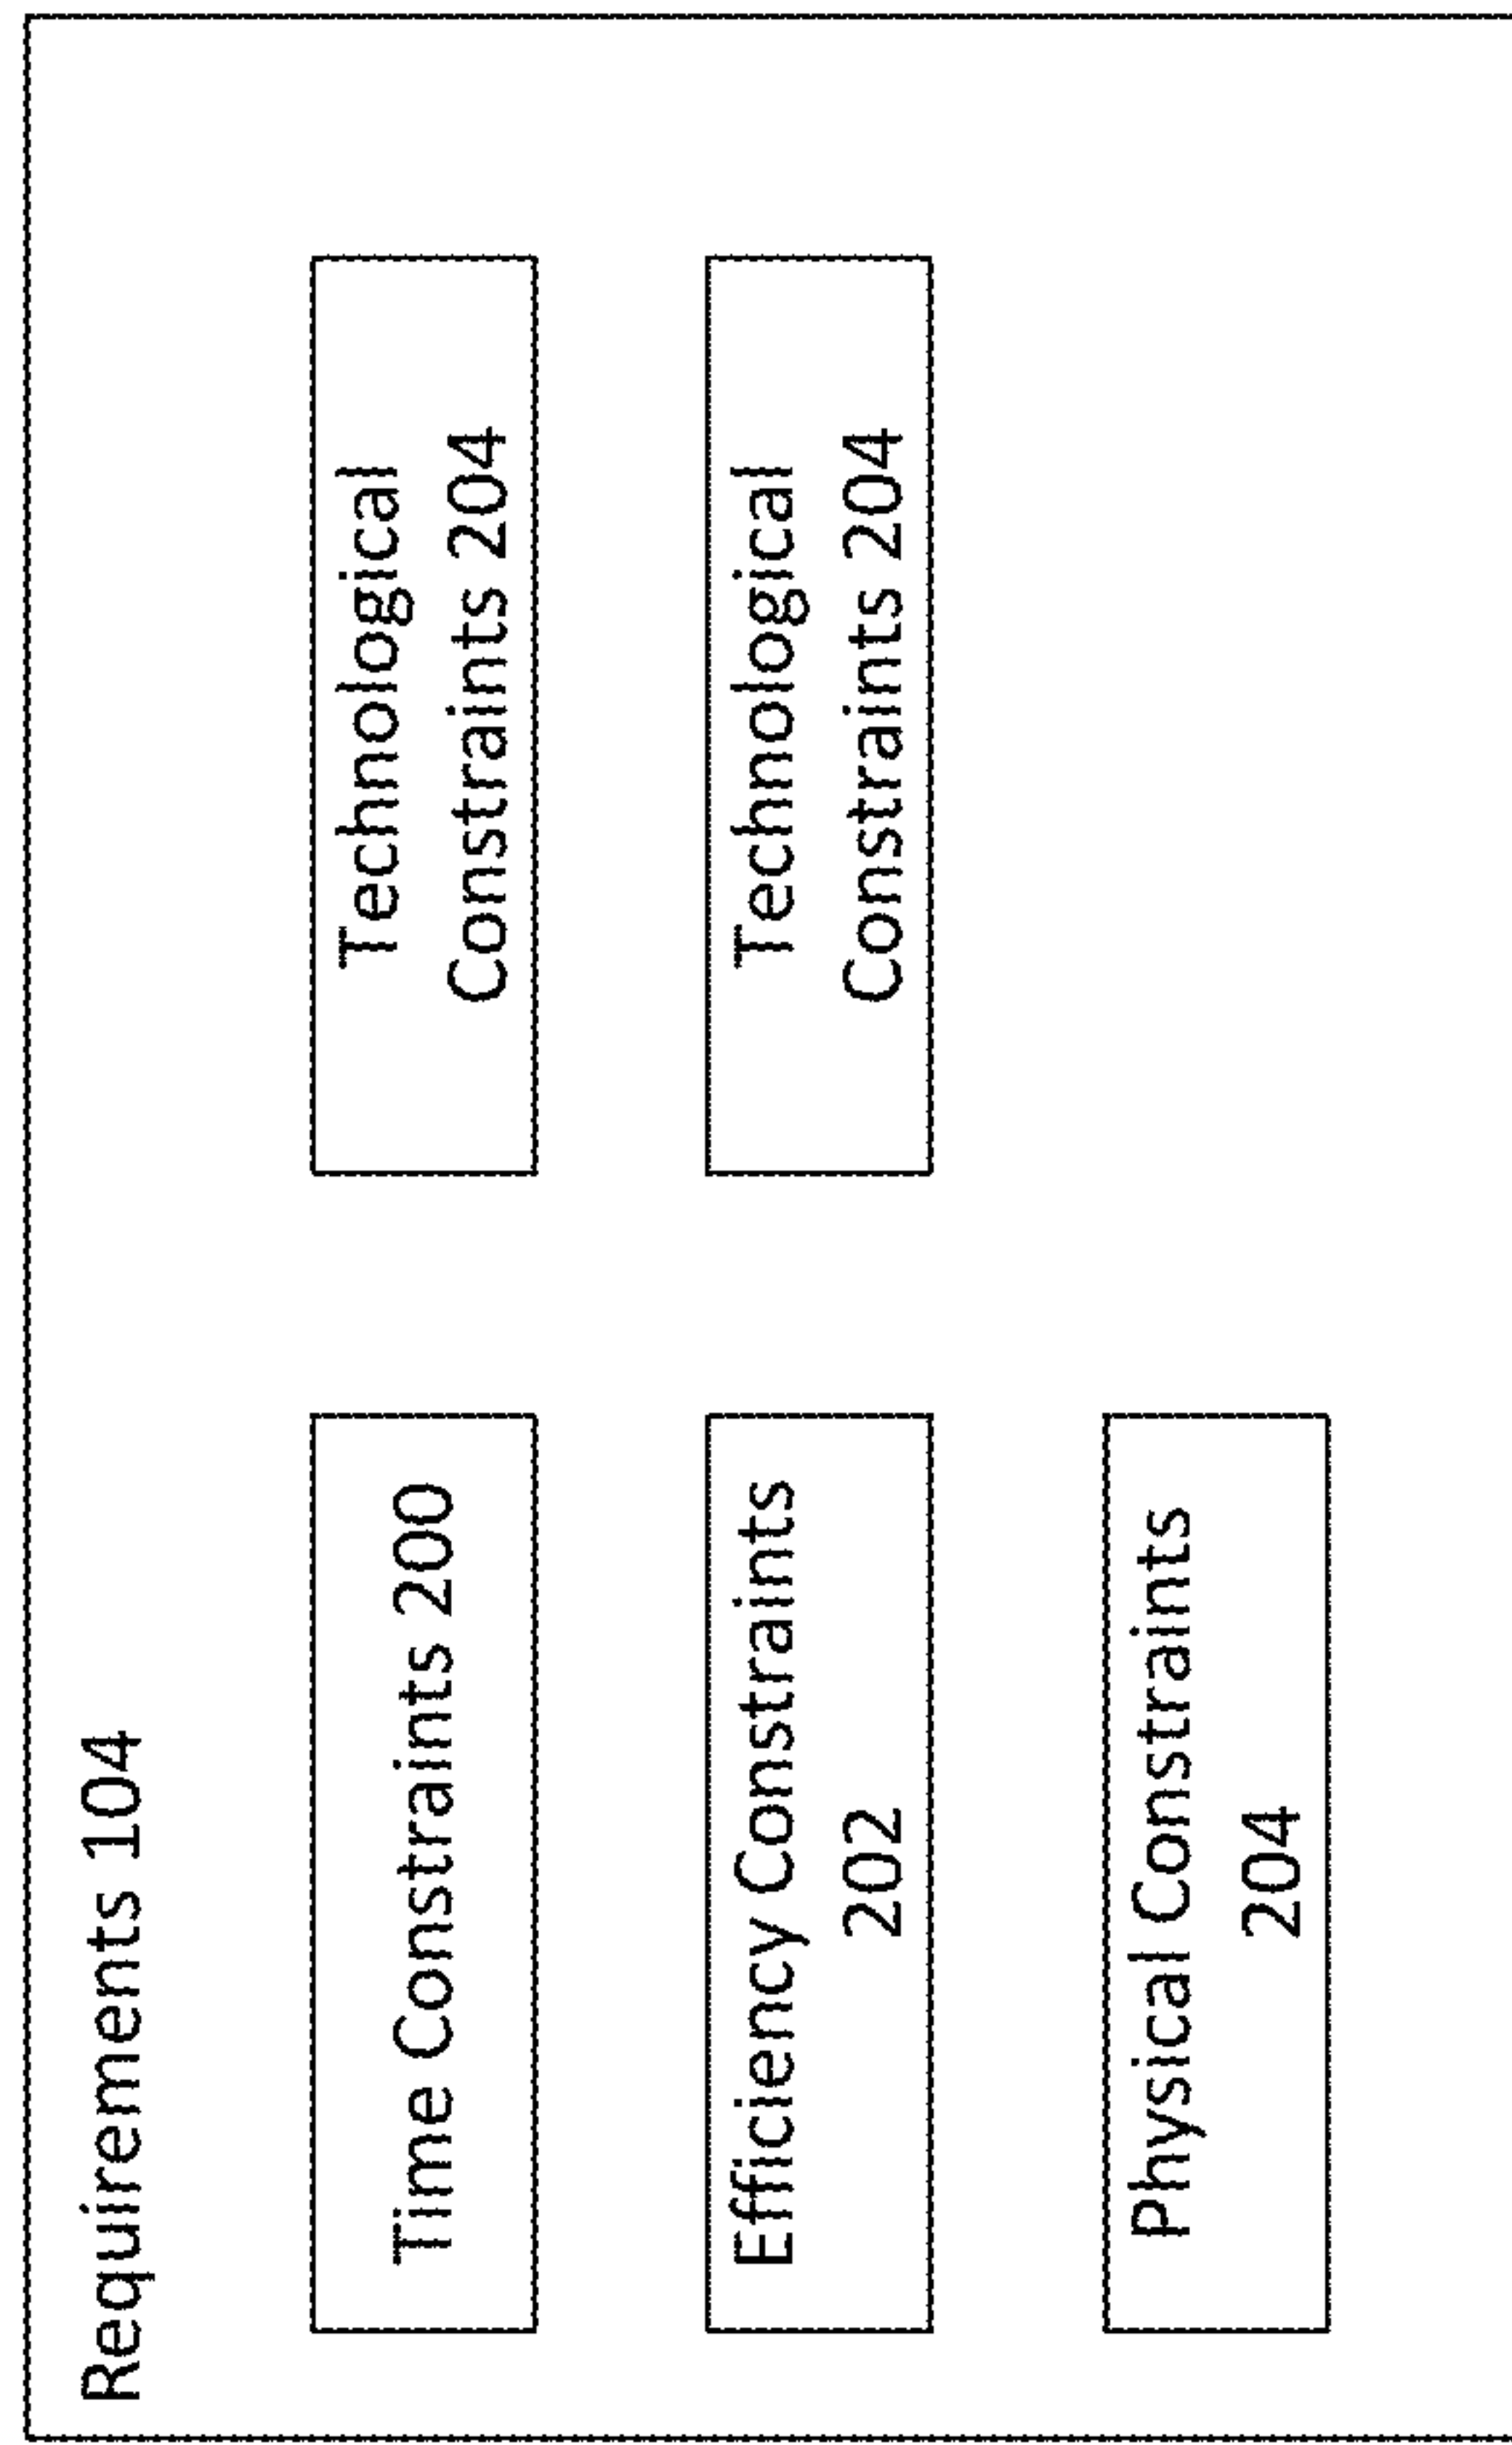 Requirements 104
Time Constraints 200
Technological
Constraints 204
Efficiency Constraints
202
Technological
Constraints 204
Physical Constraints
204